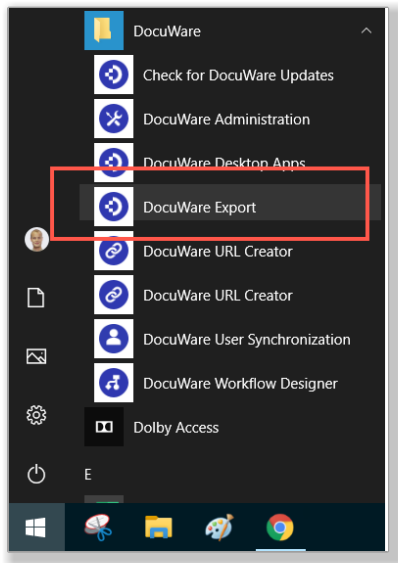 DocuWare
Check for DocuWare Updates
DocuWare Administration
DocuWare Desktop Apps
DocuWare Export
DocuWare URL Creator
DocuWare URL Creator
DocuWare User Synchronization
DocuWare Workflow Designer
Dolby Access
E